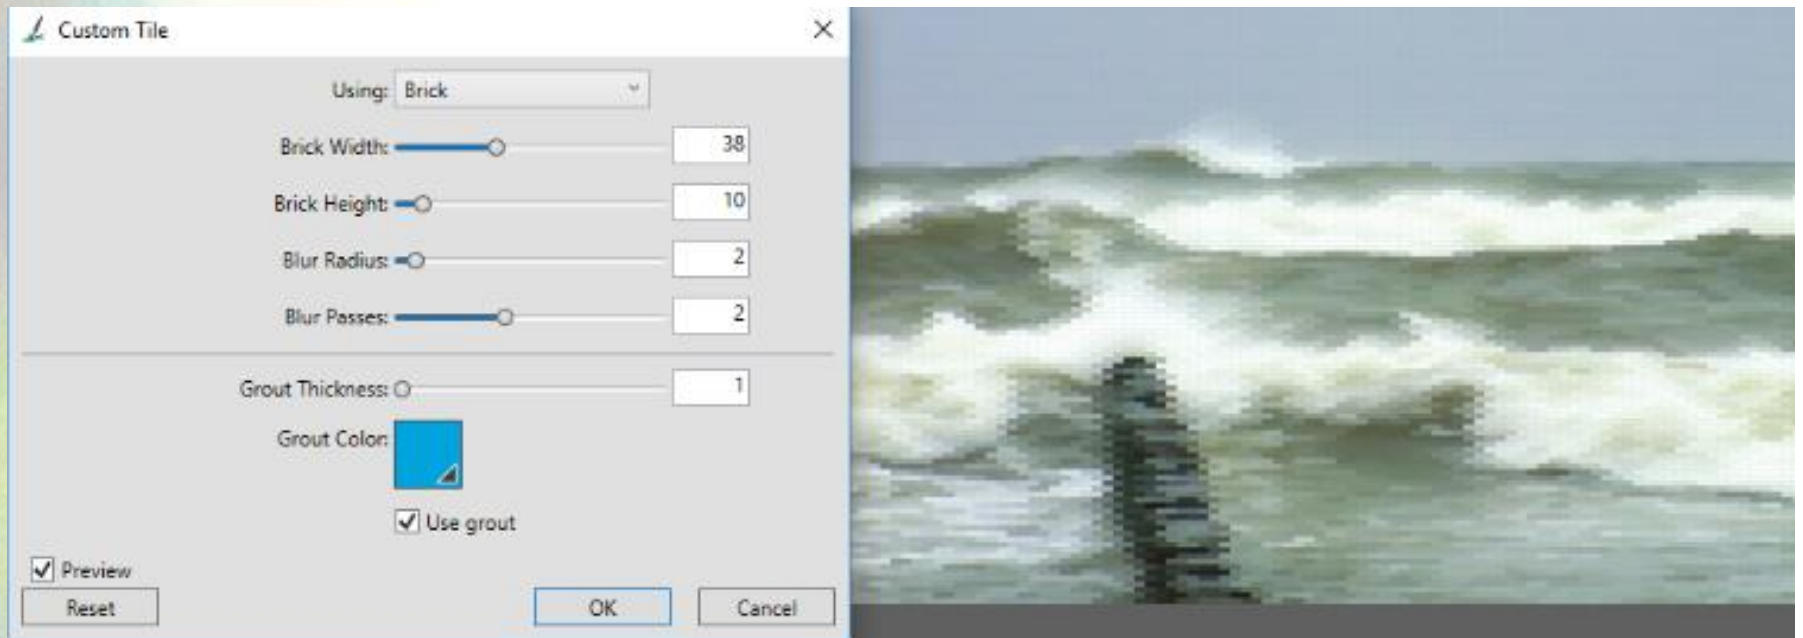 Custom Tile
Using: Brick
Brick Width: 38
Brick Height: 10
Blur Radius: 2
Blur Passes: 2
Grout Thickness: 1
Grout Color:
Use grout
Preview
Reset OK Cancel